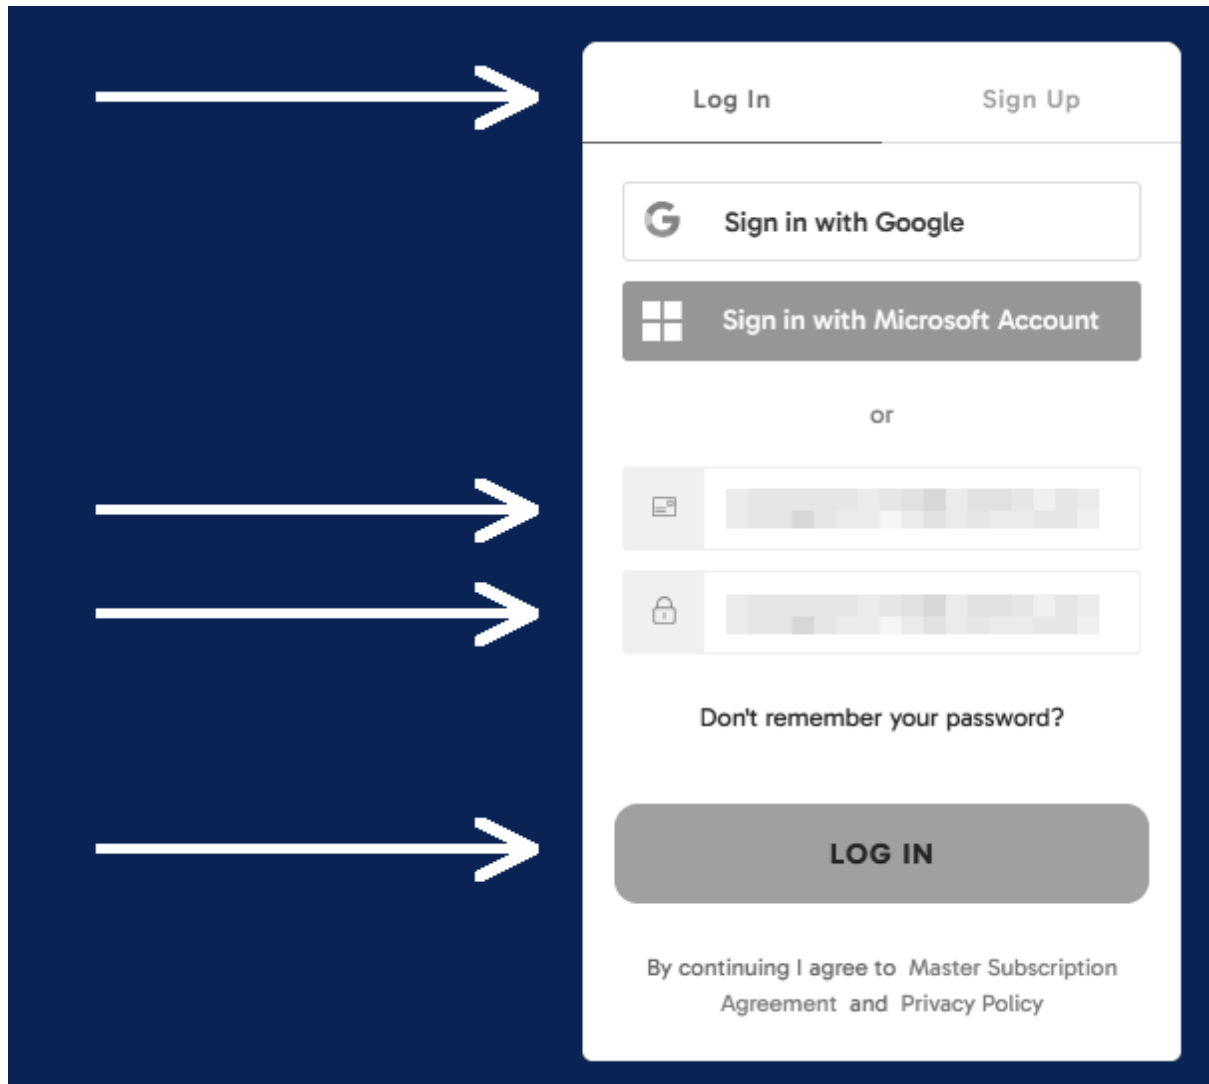 Log In
Sign Up
Sign in with Google
Sign in with Microsoft Account
or
Don't remember your password?
LOG IN
By continuing I agree to Master Subscription
Agreement and Privacy Policy